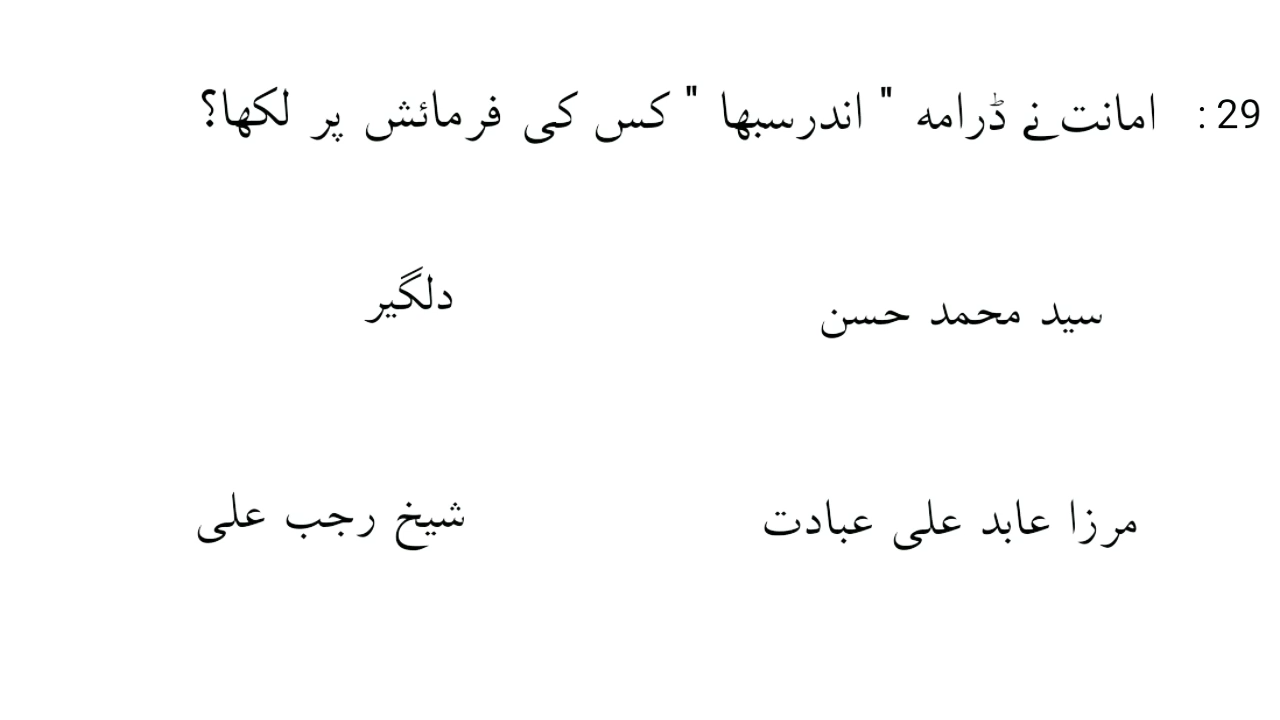 29 : امانت نے ڈرامہ " اندرسبھا " کس کی فرمائش پر لکھا؟
سید محمد حسن
دلگیر
مرزا عابد علی عبادت
شیخ رجب علی